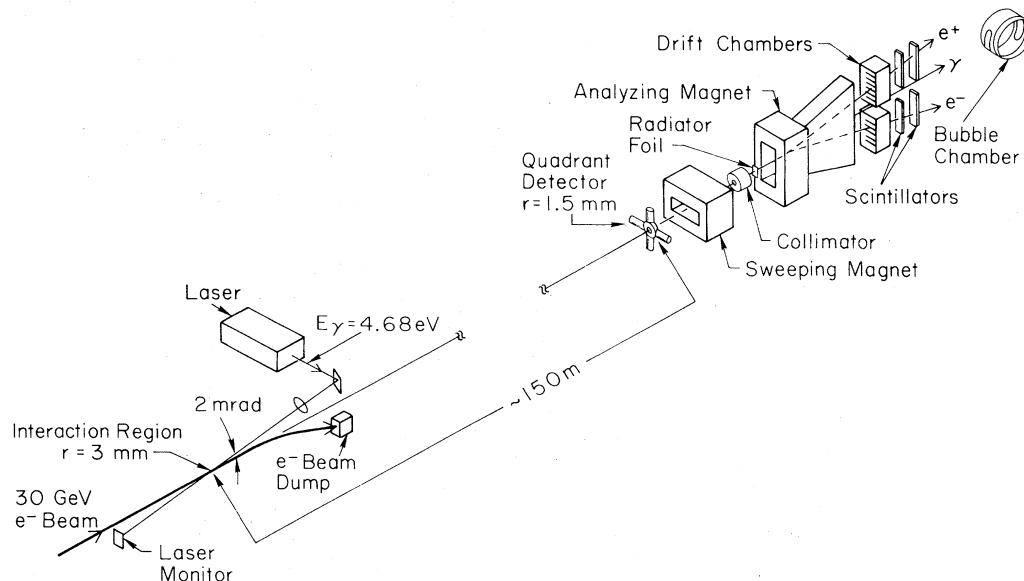 Drift Chambers
e+
γ
e-
Analyzing Magnet
Radiator
Foil
Bubble
Chamber
Quadrant
Detector
r=1.5 mm
Scintillators
Collimator
Sweeping Magnet
Laser
Eγ=4.68eV
~150m
2 mrad
Interaction Region
r = 3 mm
e- Beam
Dump
30 GeV
e- Beam
Laser
Monitor